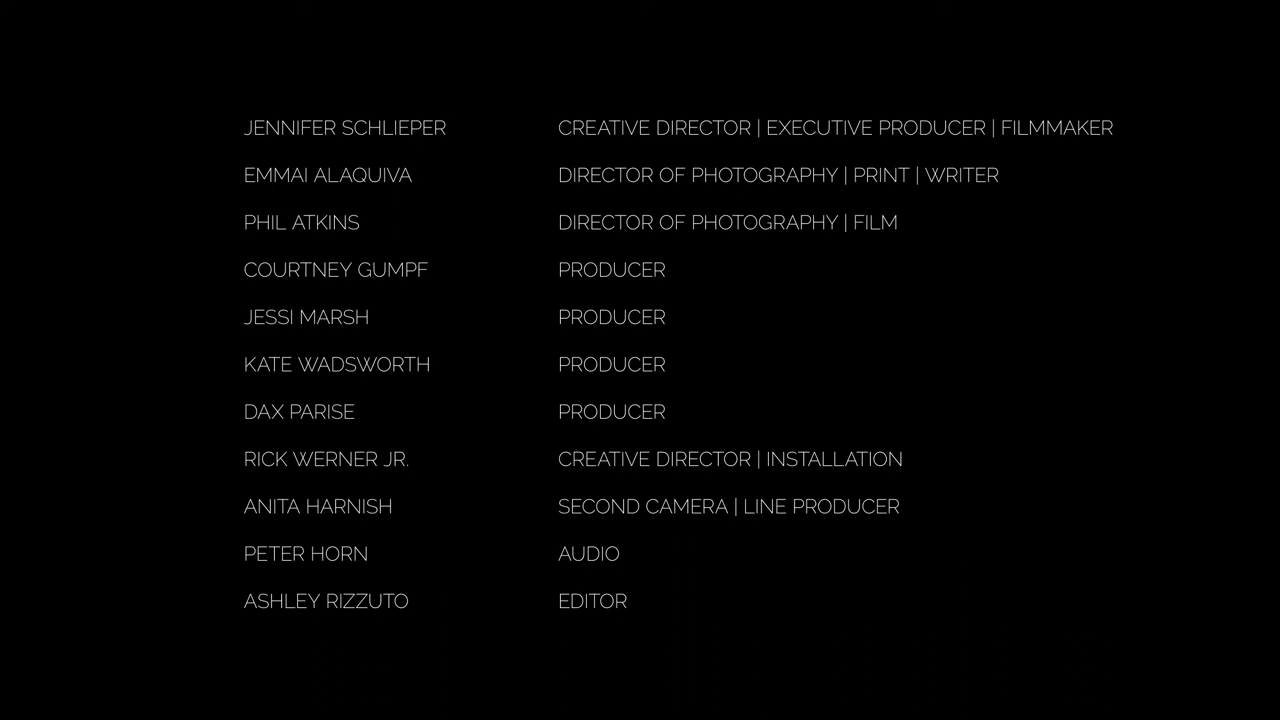 JENNIFER SCHLIEPER CREATIVE DIRECTOR | EXECUTIVE PRODUCER | FILMMAKER
EMMAI ALAQUIVA DIRECTOR OF PHOTOGRAPHY | PRINT | WRITER
PHIL ATKINS DIRECTOR OF PHOTOGRAPHY | FILM
COURTNEY GUMPF PRODUCER
JESSI MARSH PRODUCER
KATE WADSWORTH PRODUCER
DAX PARISE PRODUCER
RICK WERNER JR. CREATIVE DIRECTOR | INSTALLATION
ANITA HARNISH SECOND CAMERA | LINE PRODUCER
PETER HORN AUDIO
ASHLEY RIZZUTO EDITOR